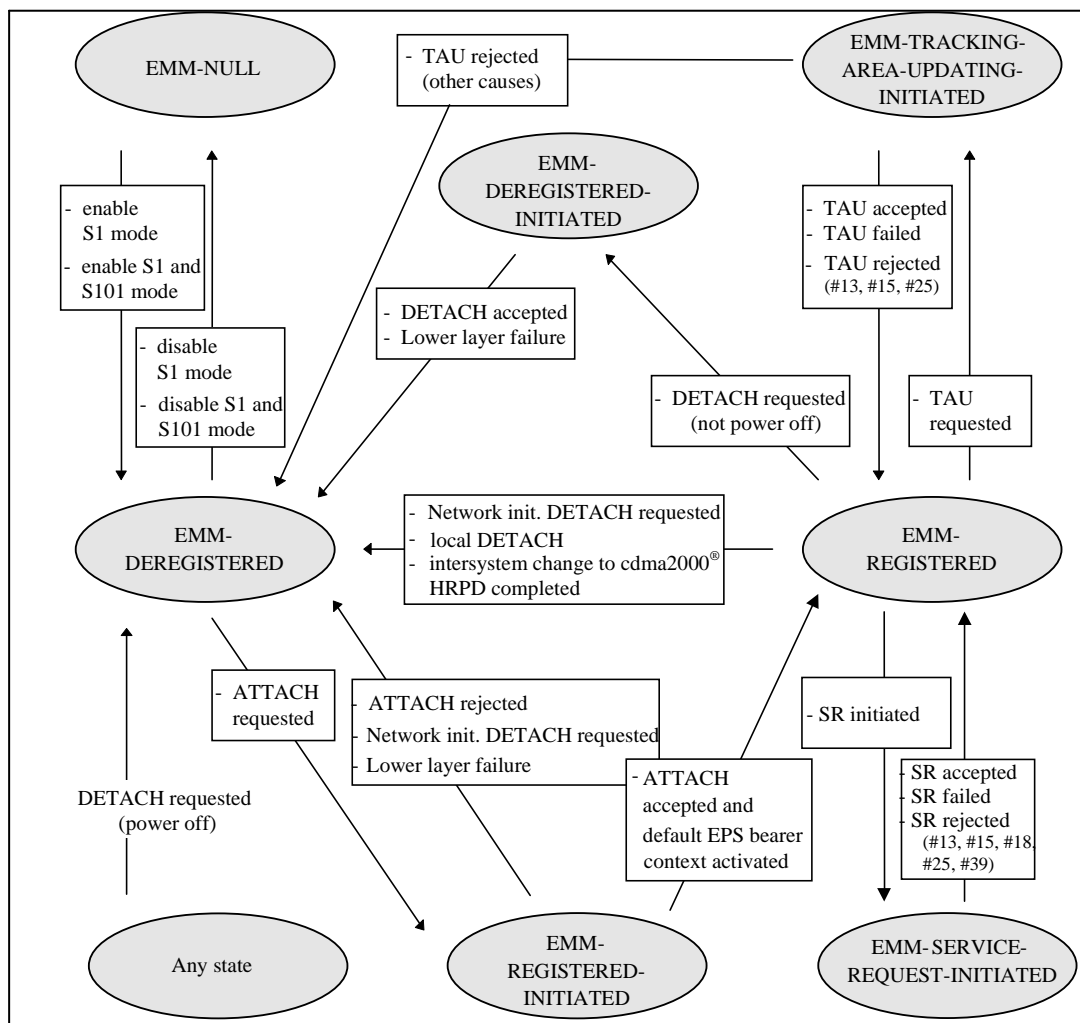 EMM-NULL
- TAU rejected
(other causes)
EMM-TRACKING-
AREA-UPDATING-
INITIATED
EMM-
DEREGISTERED-
INITIATED
- enable
S1 mode
- enable S1 and
S101 mode
- TAU accepted
- TAU failed
- TAU rejected
(#13, #15, #25)
- DETACH accepted
- Lower layer failure
- disable
S1 mode
- disable S1 and
S101 mode
- DETACH requested
(not power off)
- TAU
requested
EMM-
DEREGISTERED
- Network init. DETACH requested
- local DETACH
- intersystem change to cdma2000®
HRPD completed
EMM-
REGISTERED
- ATTACH
requested
- ATTACH rejected
- Network init. DETACH requested
- Lower layer failure
- SR initiated
DETACH requested
(power off)
- ATTACH
accepted and
default EPS bearer
context activated
- SR accepted
- SR failed
- SR rejected
(#13, #15, #18,
#25, #39)
Any state
EMM-
REGISTERED-
INITIATED
EMM-SERVICE-
REQUEST-INITIATED